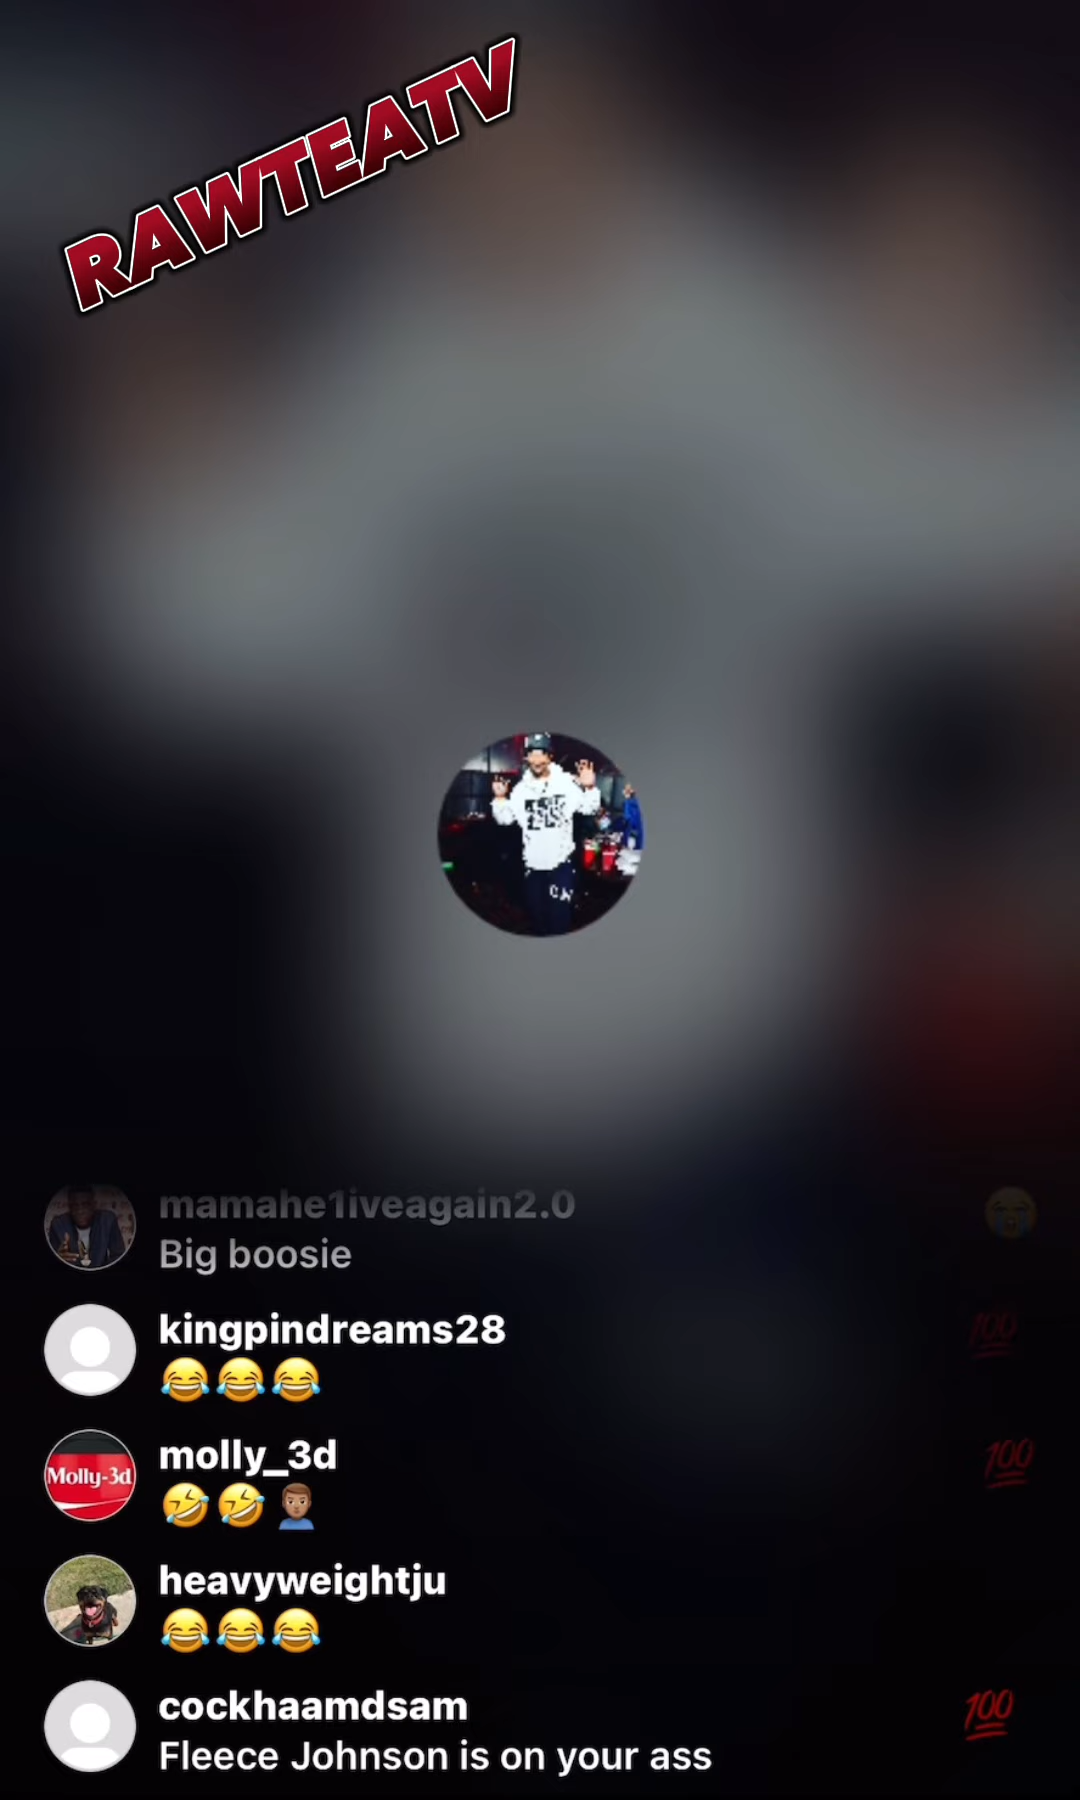 RAWTEATV
mamahe1iveagain2.0
Big boosie
kingpindreams28
😂😂😂
molly_3d
Molly-3d
🤣🤣🙎🏽‍♂️
heavyweightju
😂😂😂
cockhaamdsam
Fleece Johnson is on your ass